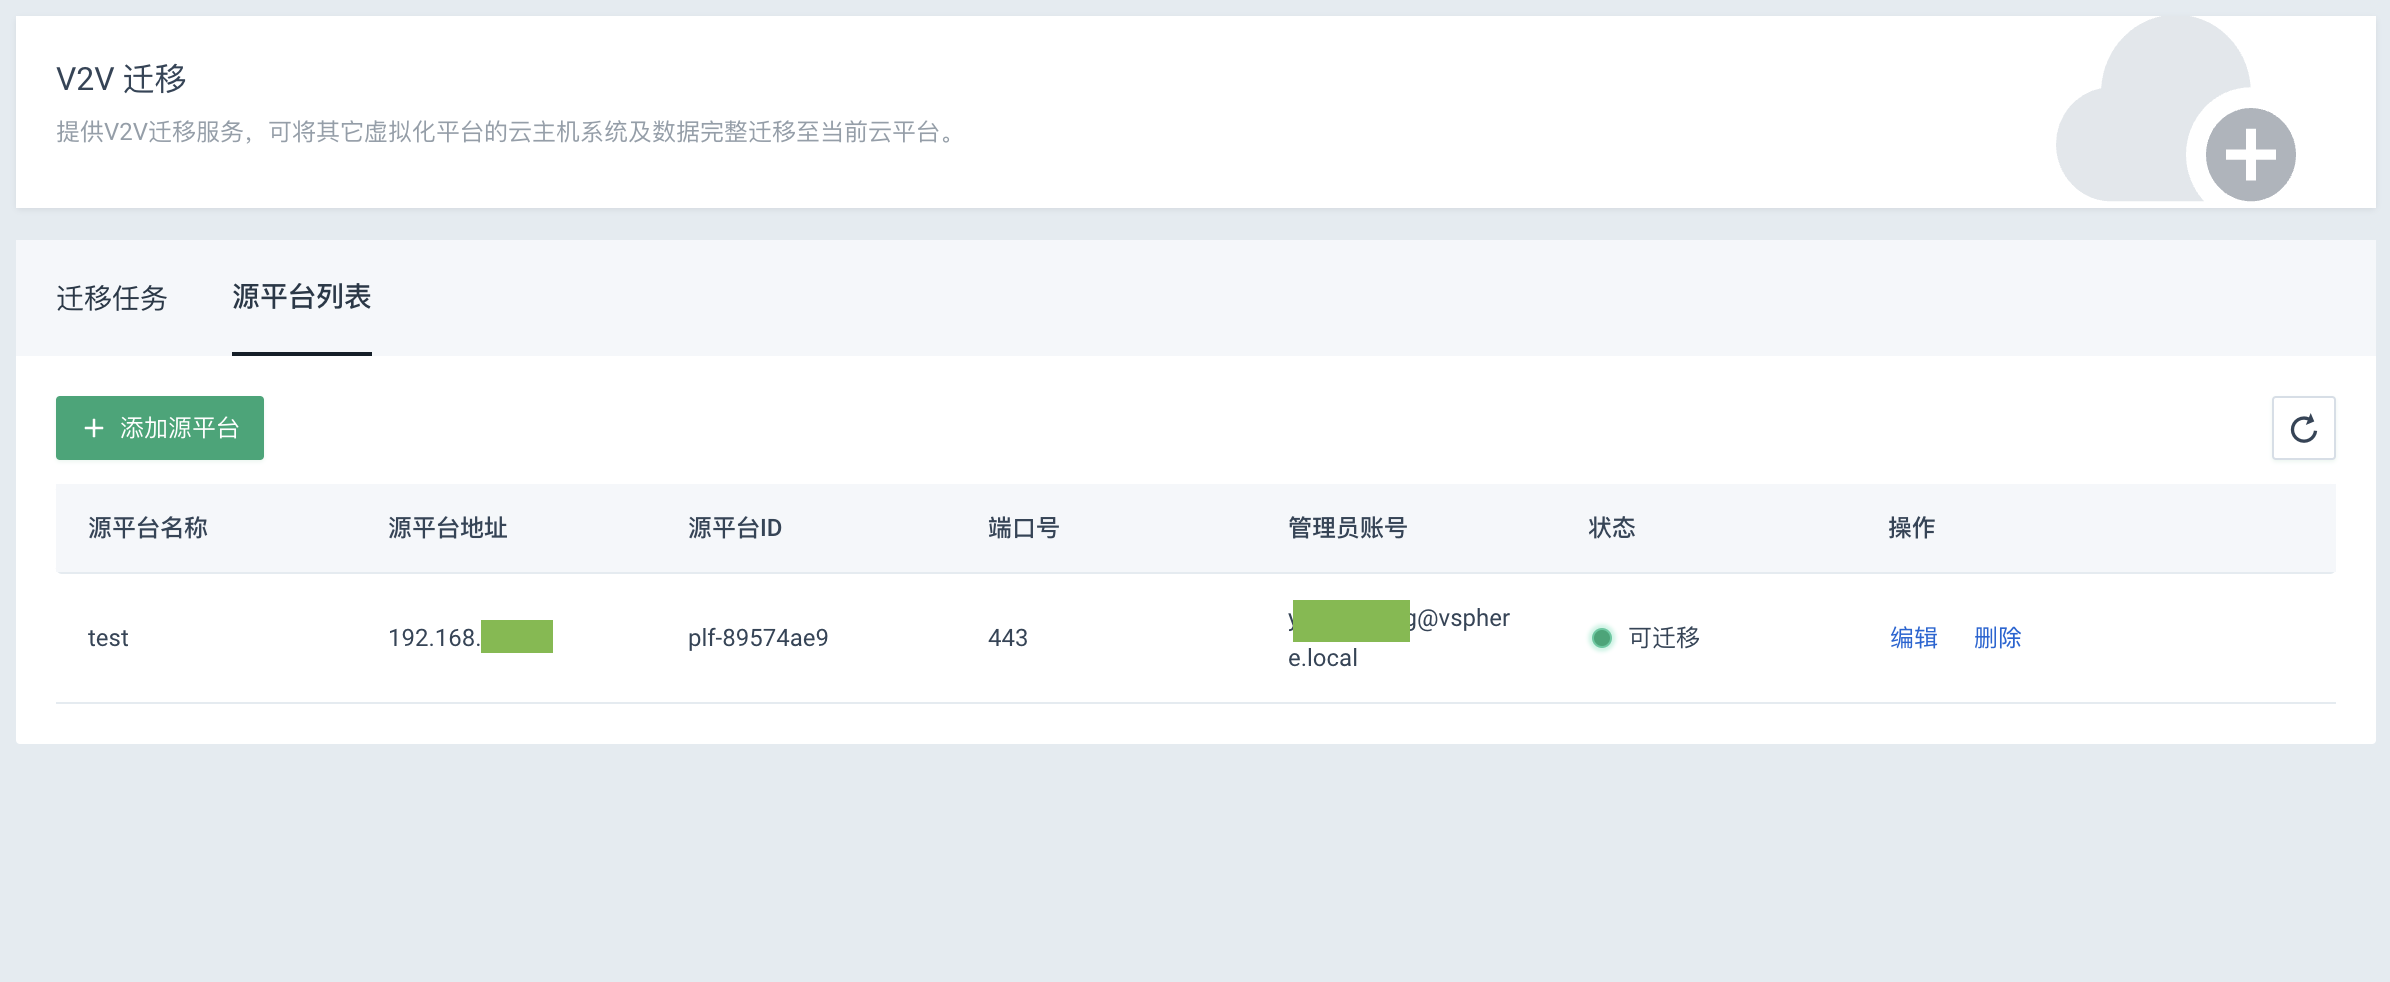 V2V 迁移
提供V2V迁移服务，可将其它虚拟化平台的云主机系统及数据完整迁移至当前云平台。
迁移任务 源平台列表
添加源平台
源平台名称 源平台地址 源平台ID 端口号 管理员账号 状态 操作
test 192.168. plf-89574ae9 443 g@vspher 可迁移 编辑 删除
e.local